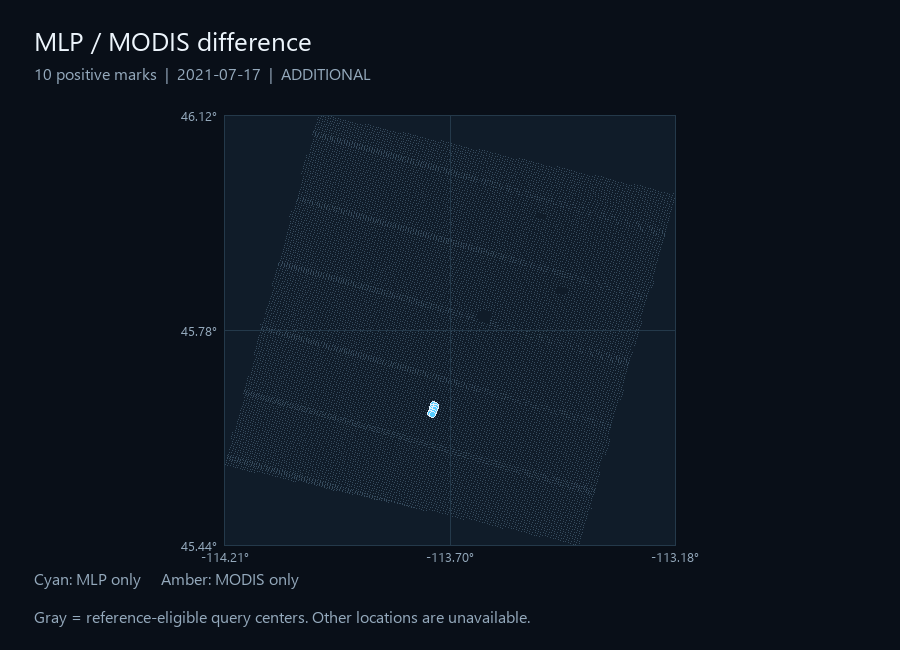 MLP / MODIS difference
10 positive marks | 2021-07-17 | ADDITIONAL
46.12°
45.78°
45.44°
-114.21° -113.70° -113.18°
Cyan: MLP only Amber: MODIS only
Gray = reference-eligible query centers. Other locations are unavailable.